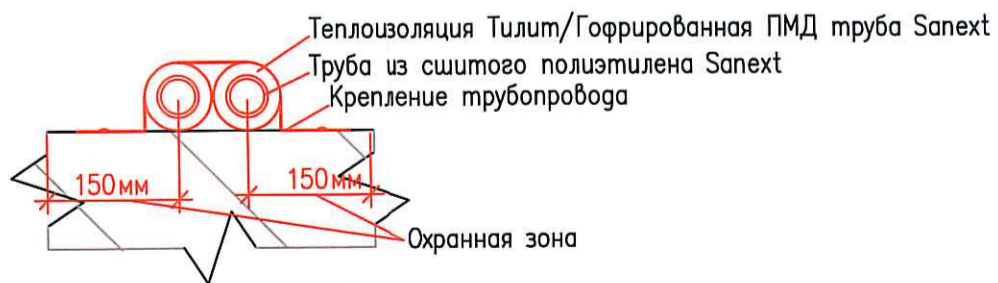 Теплоизоляция Тилит/Гофрированная ПМД труба Sanext
Труба из сшитого полиэтилена Sanext
Крепление трубопровода
150мм 150мм
Охранная зона